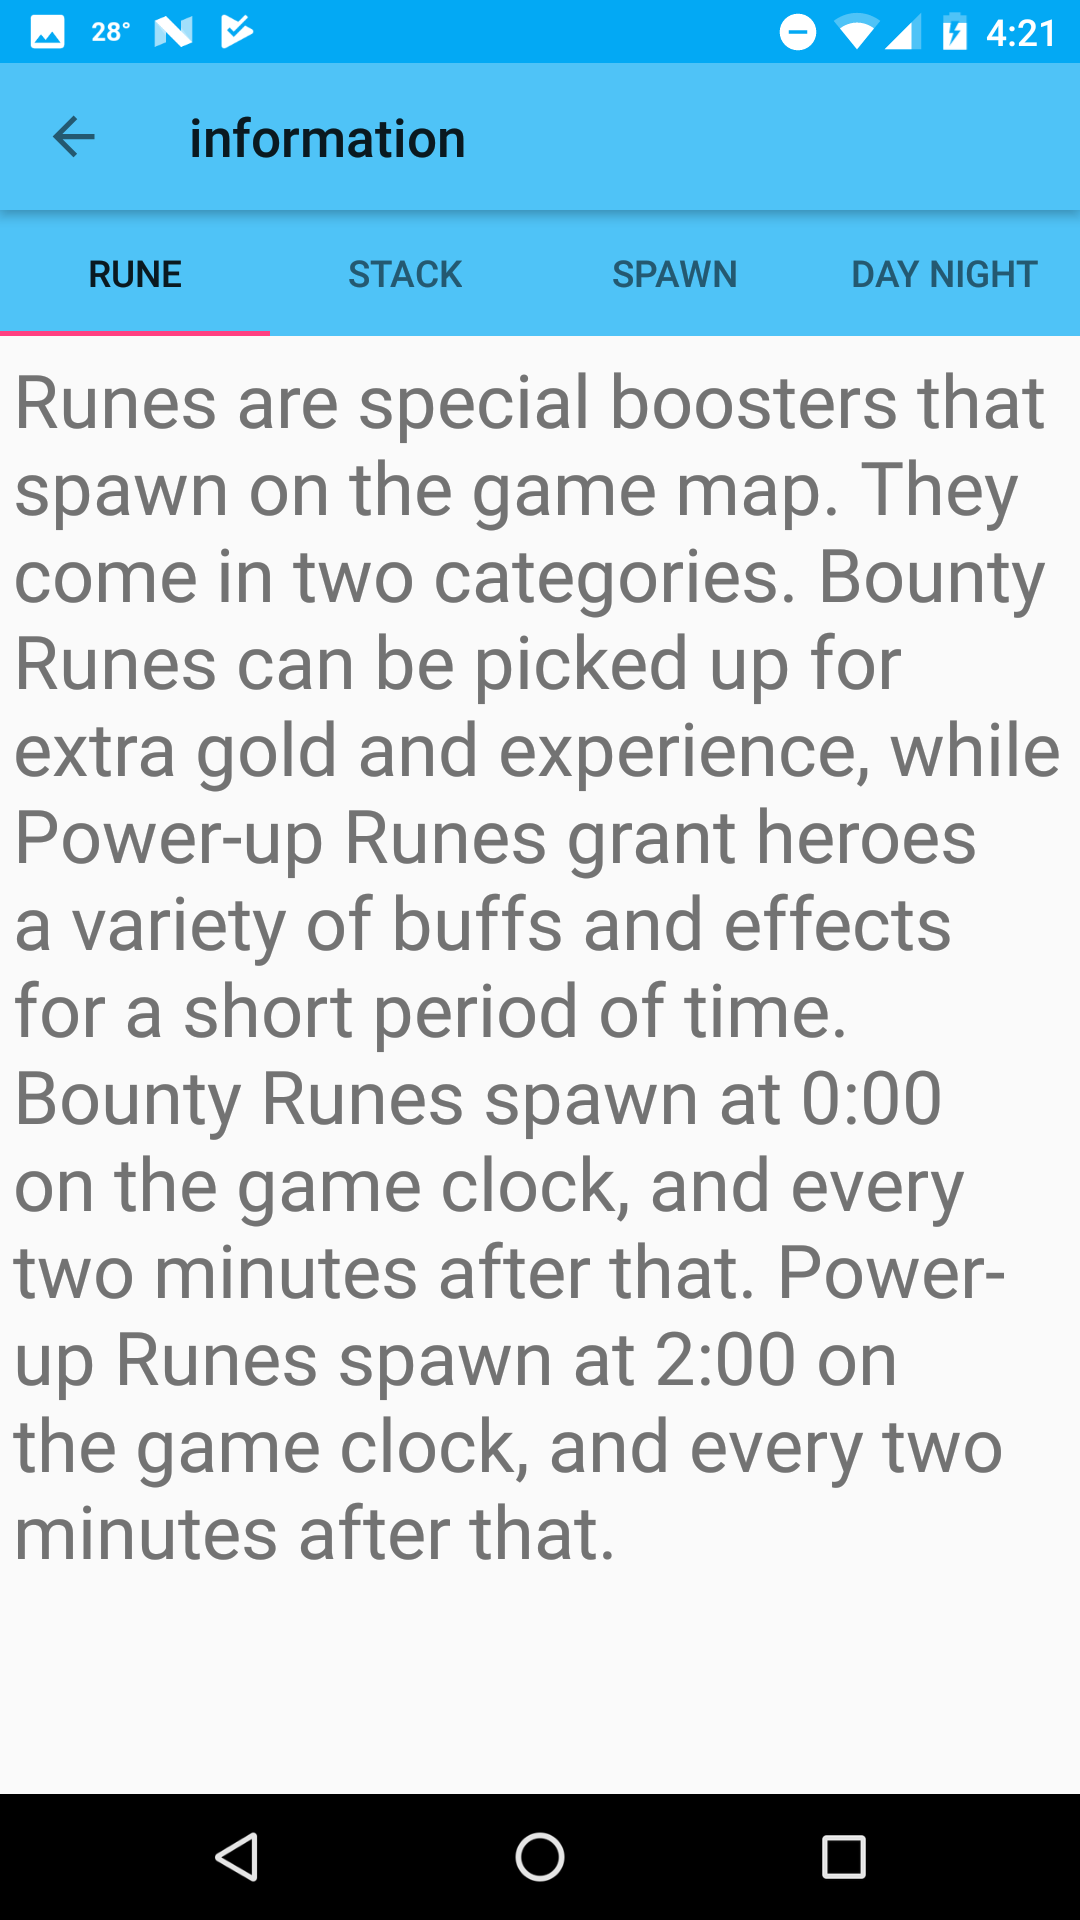 28° 4:21
information
RUNE STACK SPAWN DAY NIGHT
Runes are special boosters that
spawn on the game map. They
come in two categories. Bounty
Runes can be picked up for
extra gold and experience, while
Power-up Runes grant heroes
a variety of buffs and effects
for a short period of time.
Bounty Runes spawn at 0:00
on the game clock, and every
two minutes after that. Power-
up Runes spawn at 2:00 on
the game clock, and every two
minutes after that.